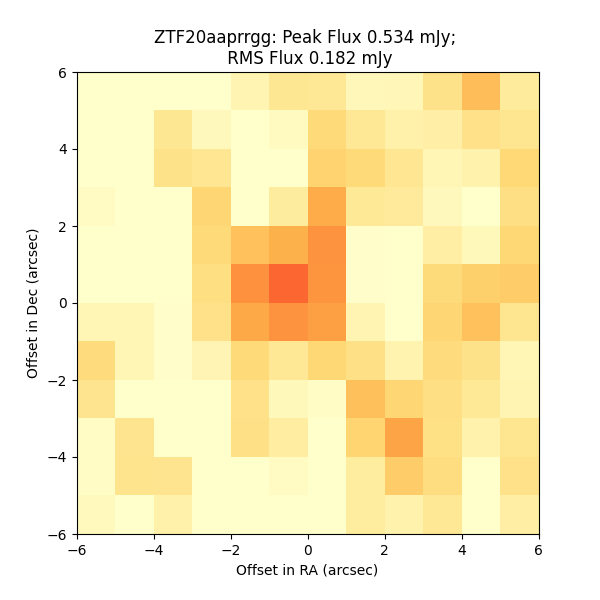 ZTF20aaprrgg: Peak Flux 0.534 mJy;
RMS Flux 0.182 mJy
6
4
2
0
−2
−4
−6
Offset in Dec (arcsec)
−6 −4 −2 0 2 4 6
Offset in RA (arcsec)